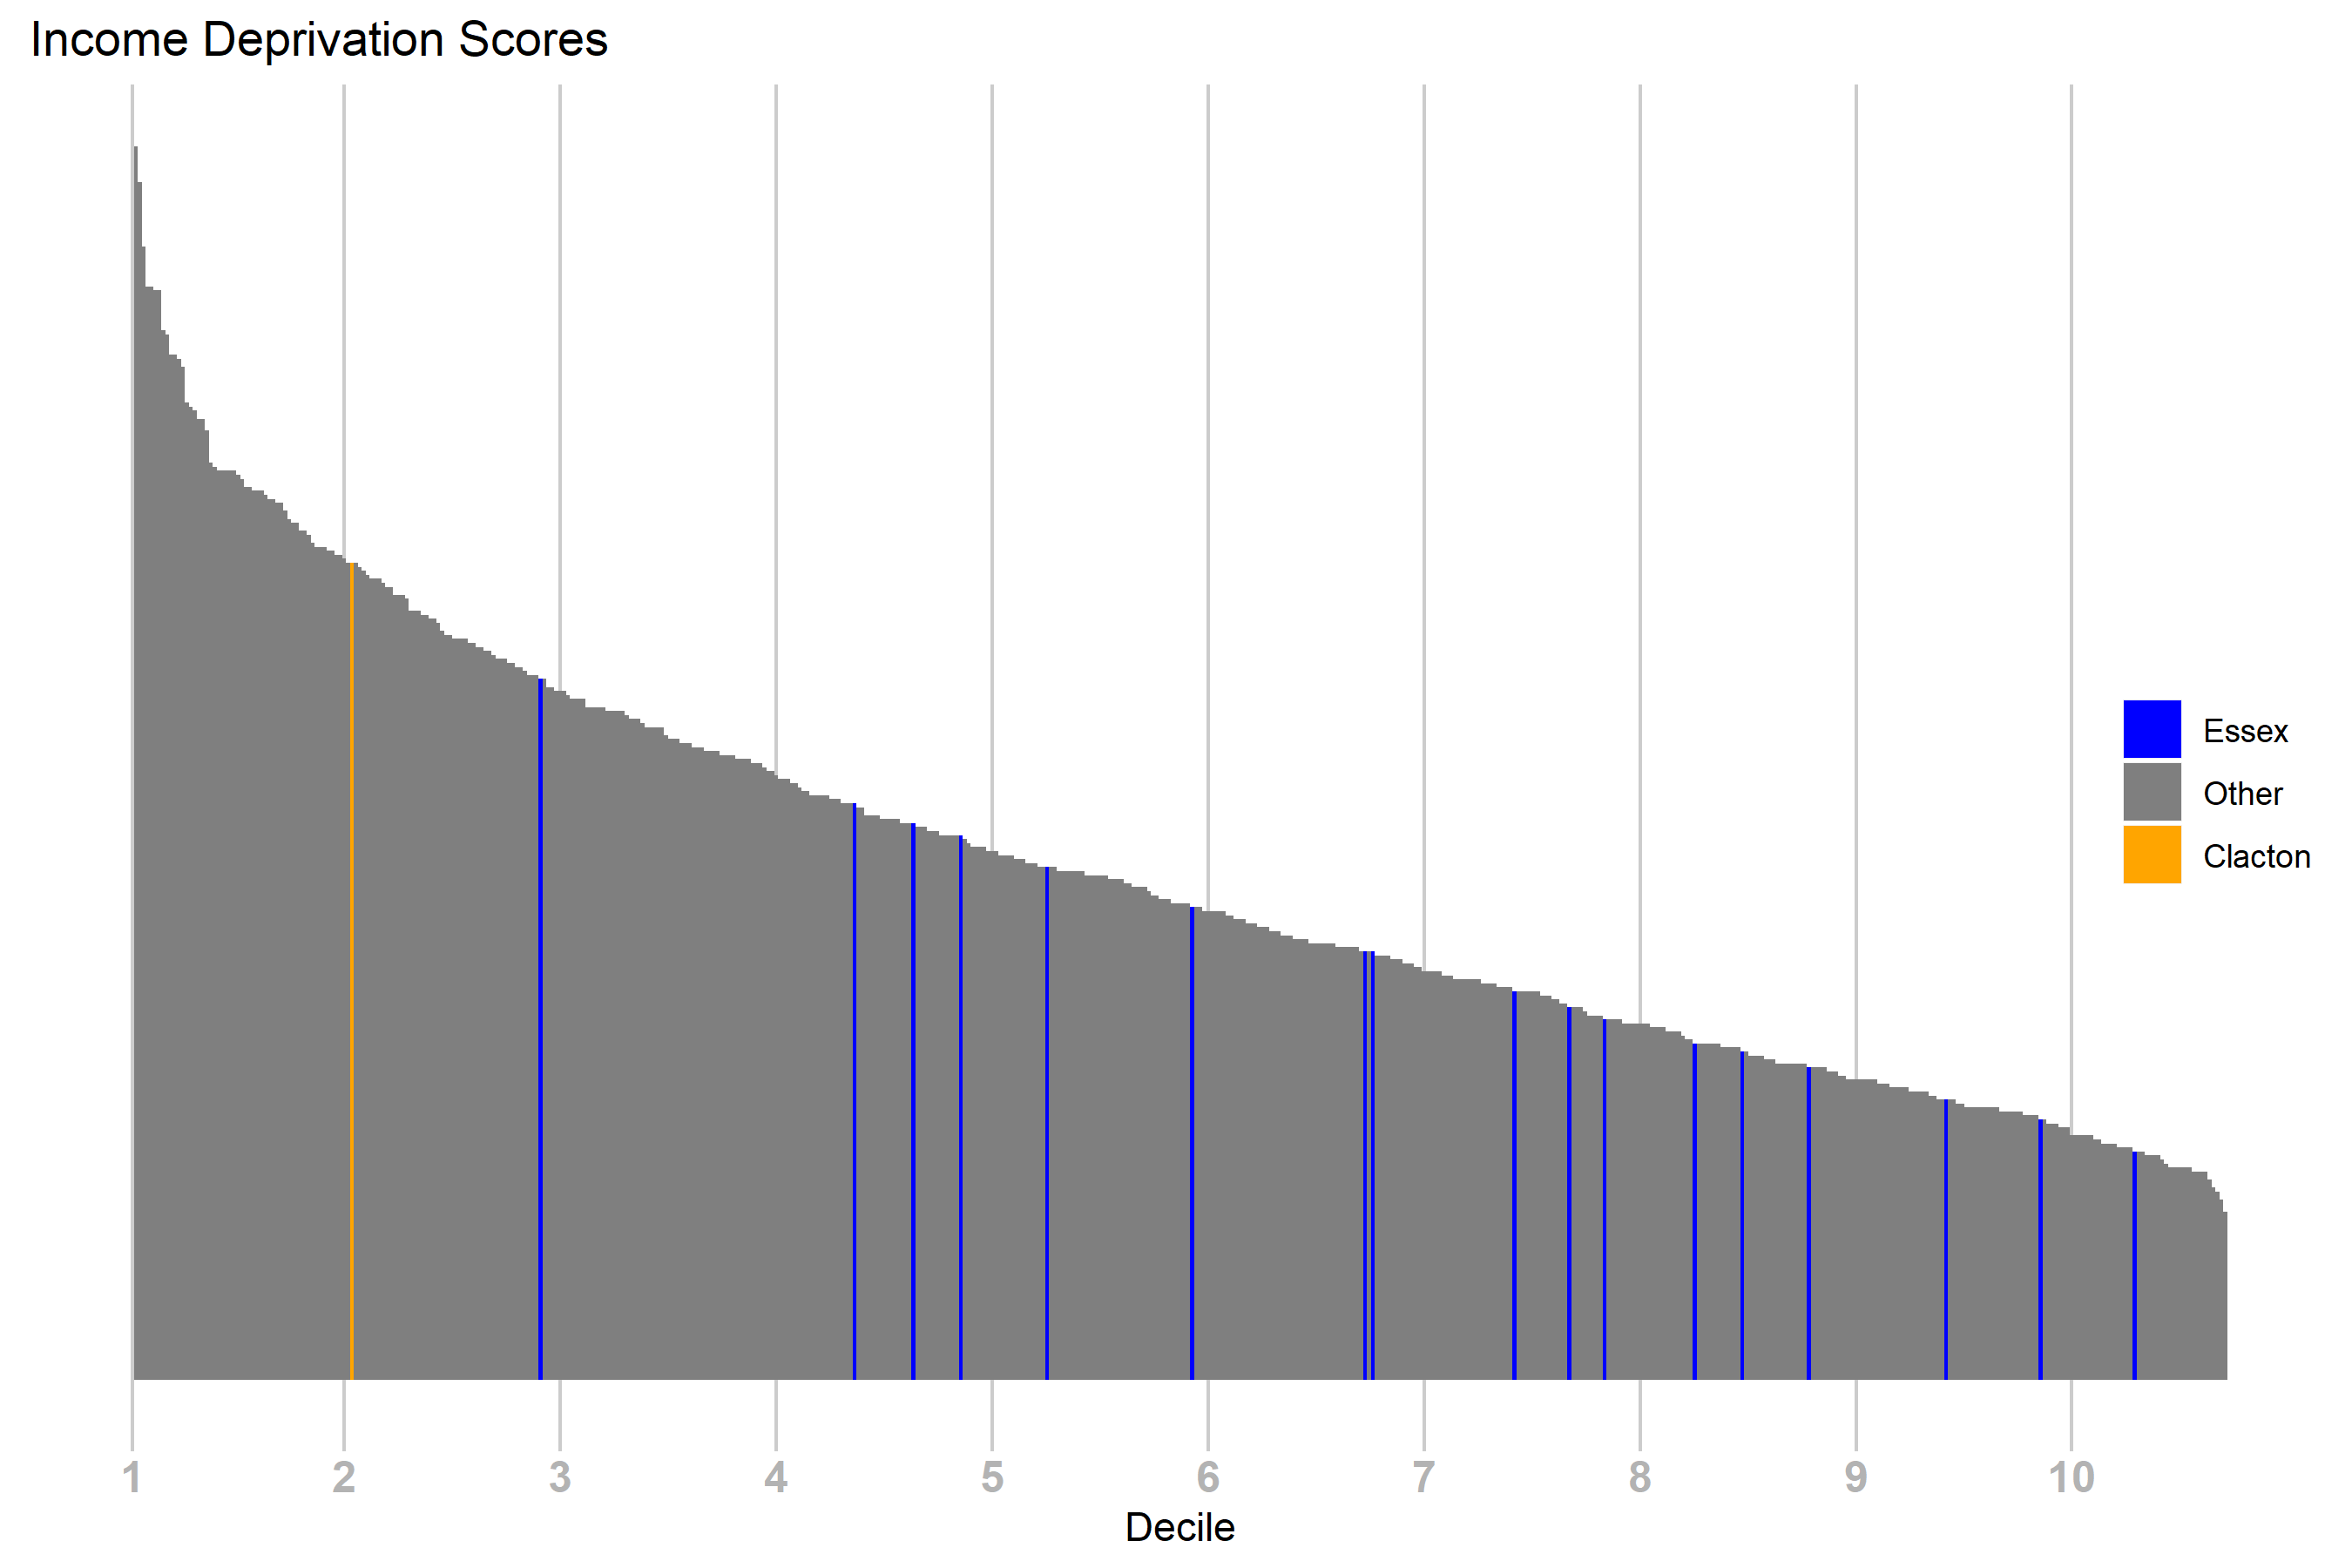 Income Deprivation Scores
Essex
Other
Clacton
1 2 3 4 5 6 7 8 9 10
Decile